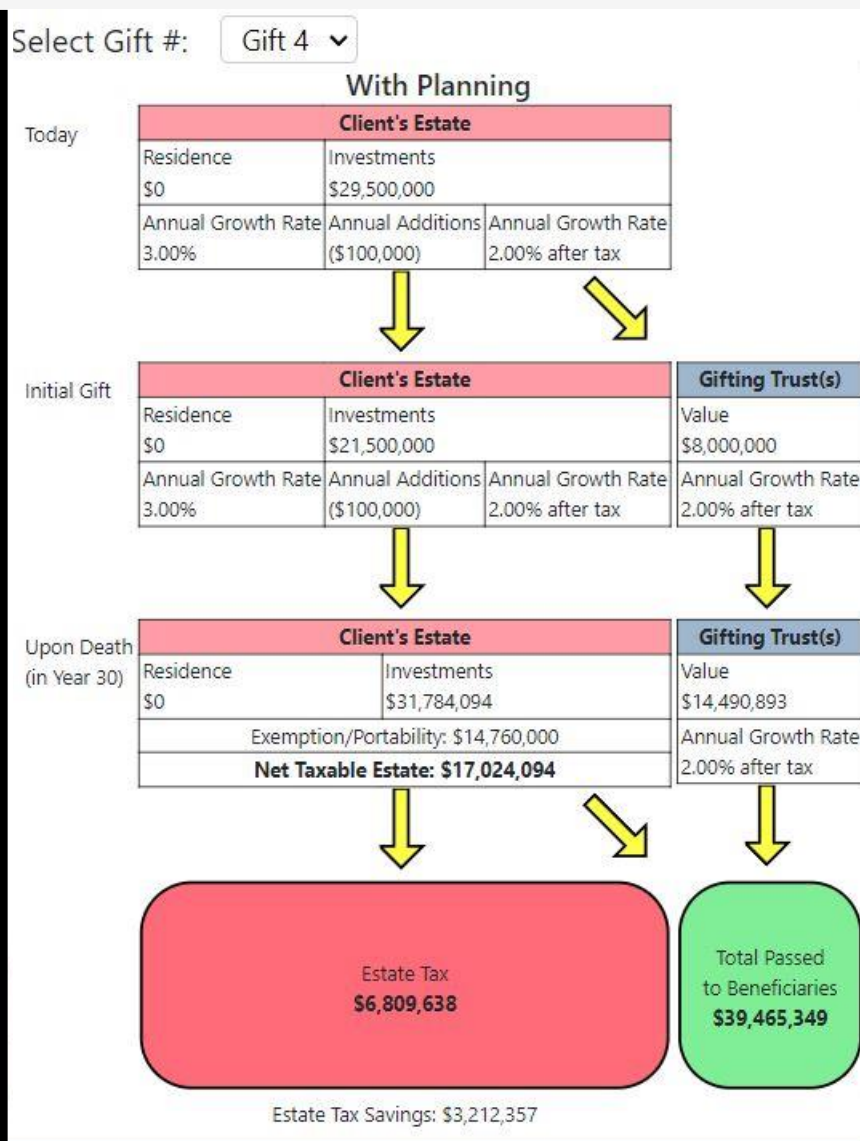 Select Gift #: Gift 4
With Planning
Today
Client's Estate
Residence Investments
$0 $29,500,000
Annual Growth Rate Annual Additions Annual Growth Rate
3.00% ($100,000) 2.00% after tax
Initial Gift
Client's Estate Gifting Trust(s)
Residence Investments Value
$0 $21,500,000 $8,000,000
Annual Growth Rate Annual Additions Annual Growth Rate Annual Growth Rate
3.00% ($100,000) 2.00% after tax 2.00% after tax
Upon Death
(in Year 30)
Client's Estate Gifting Trust(s)
Residence Investments Value
$0 $31,784,094 $14,490,893
Exemption/Portability: $14,760,000 Annual Growth Rate
Net Taxable Estate: $17,024,094 2.00% after tax
Estate Tax
$6,809,638
Total Passed
to Beneficiaries
$39,465,349
Estate Tax Savings: $3,212,357